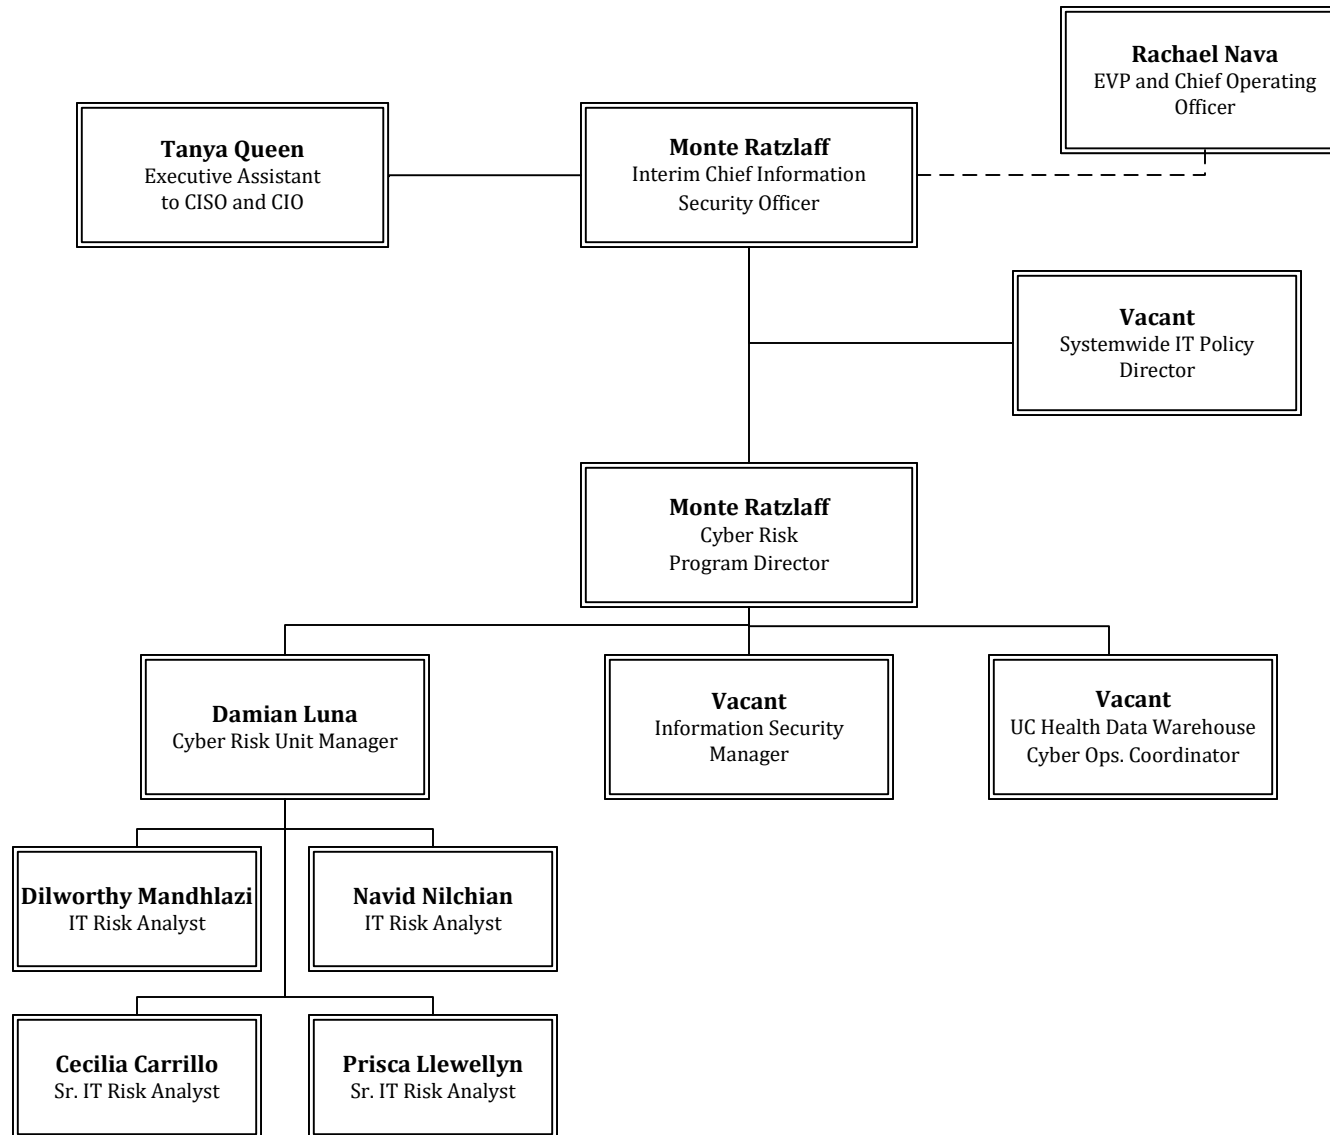 Rachael Nava
EVP and Chief Operating
Officer
Tanya Queen
Executive Assistant
to CISO and CIO
Monte Ratzlaff
Interim Chief Information
Security Officer
Vacant
Systemwide IT Policy
Director
Monte Ratzlaff
Cyber Risk
Program Director
Damian Luna
Cyber Risk Unit Manager
Vacant
Information Security
Manager
Vacant
UC Health Data Warehouse
Cyber Ops. Coordinator
Dilworthy Mandhlazi
IT Risk Analyst
Navid Nilchian
IT Risk Analyst
Cecilia Carrillo
Sr. IT Risk Analyst
Prisca Llewellyn
Sr. IT Risk Analyst